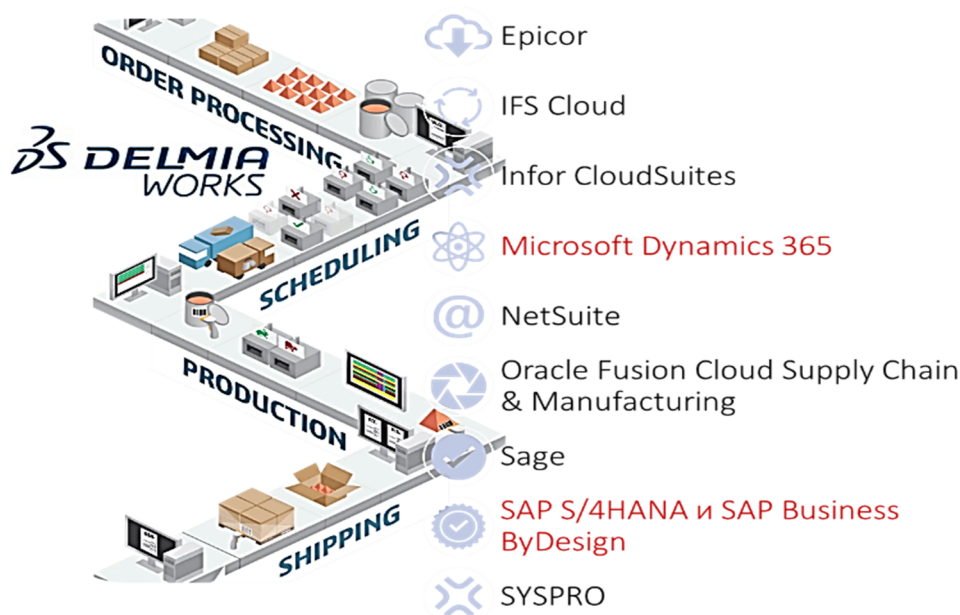 ORDER PROCESSING
DELMIA
WORKS
SCHEDULING
PRODUCTION
SHIPPING
Epicor
IFS Cloud
Infor CloudSuites
Microsoft Dynamics 365
NetSuite
Oracle Fusion Cloud Supply Chain
& Manufacturing
Sage
SAP S/4HANA и SAP Business
ByDesign
SYSPRO